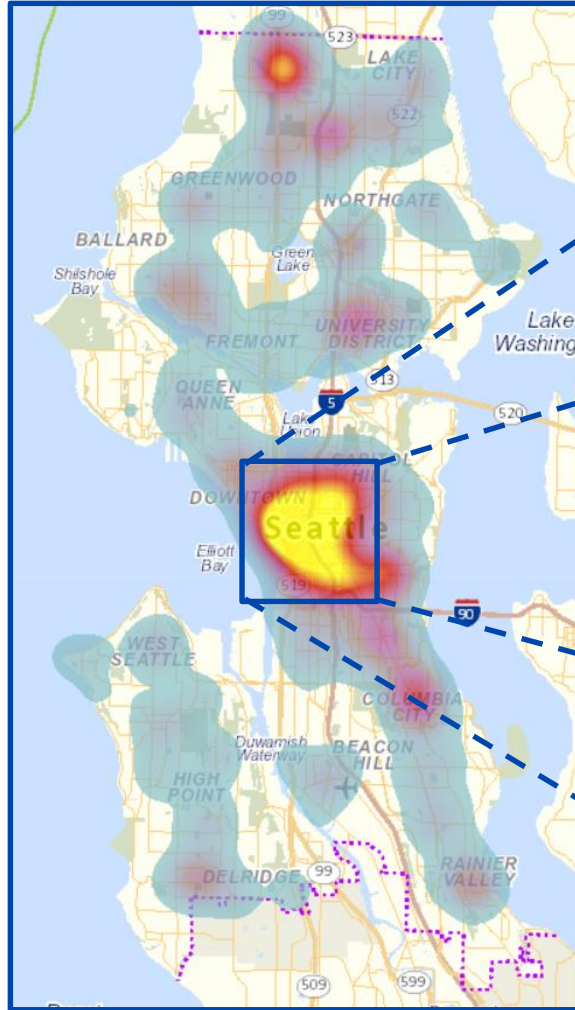 99
523
LAKE
CITY
522
GREENWOOD
NORTHGATE
BALLARD
Green
Lake
Shilshole
Bay
Lake
Washing
FREMONT
UNIVERSITY
DISTRICT
QUEEN
ANNE
513
5
520
Lake
Union
CAPITOL
HILL
DOWNTOWN
Seattle
Elliott
Bay
519
90
WEST
SEATTLE
COLUMBIA
CITY
Duwamish
Waterway
BEACON
HILL
HIGH
POINT
DELRIDGE
99
RAINIER
VALLEY
509
599